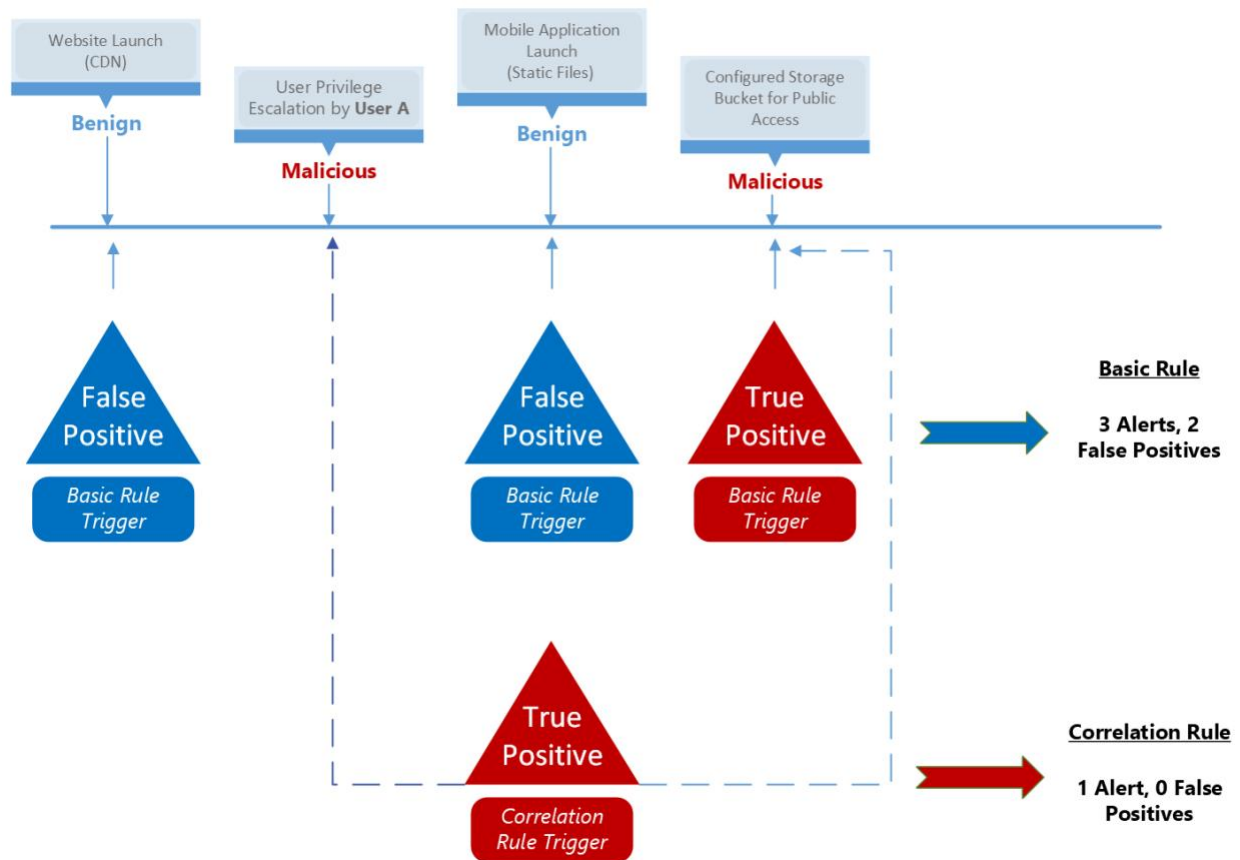 Website Launch
(CDN)
Benign
User Privilege
Escalation by User A
Malicious
Mobile Application
Launch
(Static Files)
Benign
Configured Storage
Bucket for Public
Access
Malicious
False
Positive
Basic Rule
Trigger
False
Positive
Basic Rule
Trigger
True
Positive
Basic Rule
Trigger
Basic Rule
3 Alerts, 2
False Positives
True
Positive
Correlation
Rule Trigger
Correlation Rule
1 Alert, 0 False
Positives